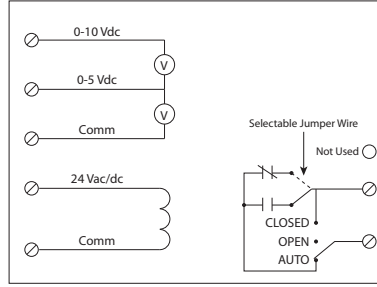 0-10 Vdc
V
0-5 Vdc
V
Comm
Selectable Jumper Wire
Not Used
24 Vac/dc
CLOSED
OPEN
Comm
AUTO